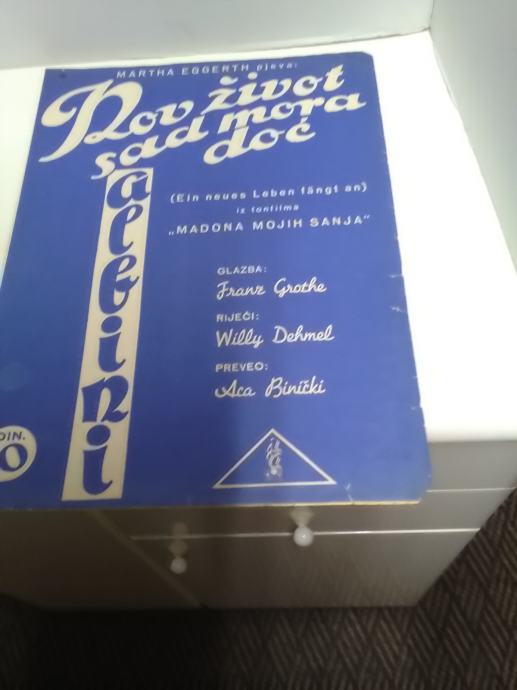 MARTHA EGGERTH pjeva:
Nov život
sad mora
doć
(Ein neues Leben fängt an)
iz tonfilma
„MADONA MOJIH SANJA“
GLAZBA:
Franz Grothe
RIJEČI:
Willy Dehmel
PREVEO:
Aca Binički
DIN.